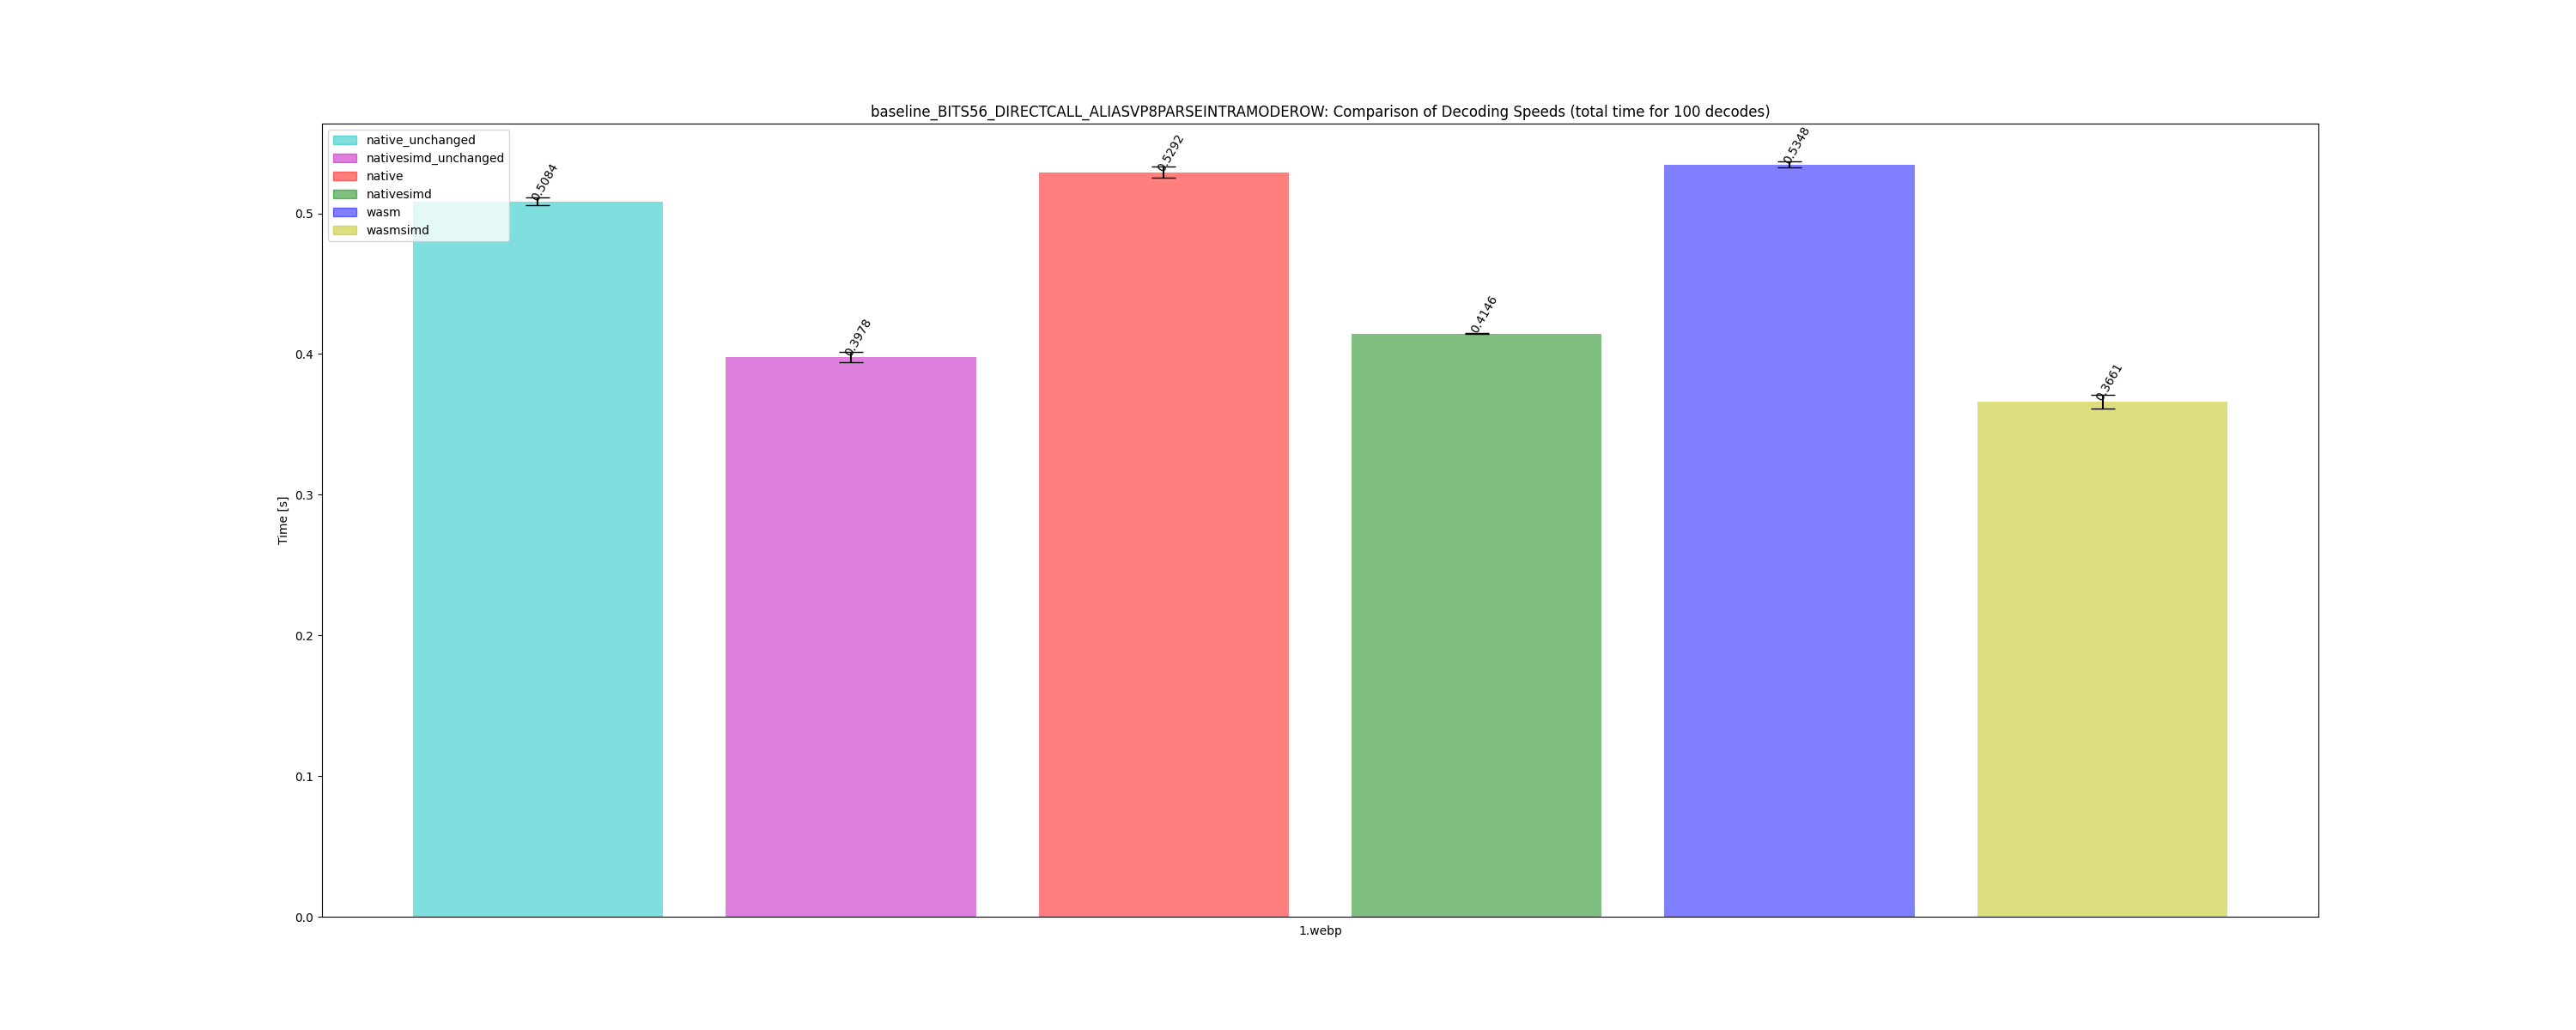 baseline_BITS56_DIRECTCALL_ALIASVP8PARSEINTRAMODEROW: Comparison of Decoding Speeds (total time for 100 decodes)
native_unchanged
nativesimd_unchanged
native
nativesimd
wasm
wasmsimd
0.5084
0.3978
0.5292
0.4146
0.5348
0.3661
0.5
0.4
0.3
0.2
0.1
0.0
Time [s]
1.webp